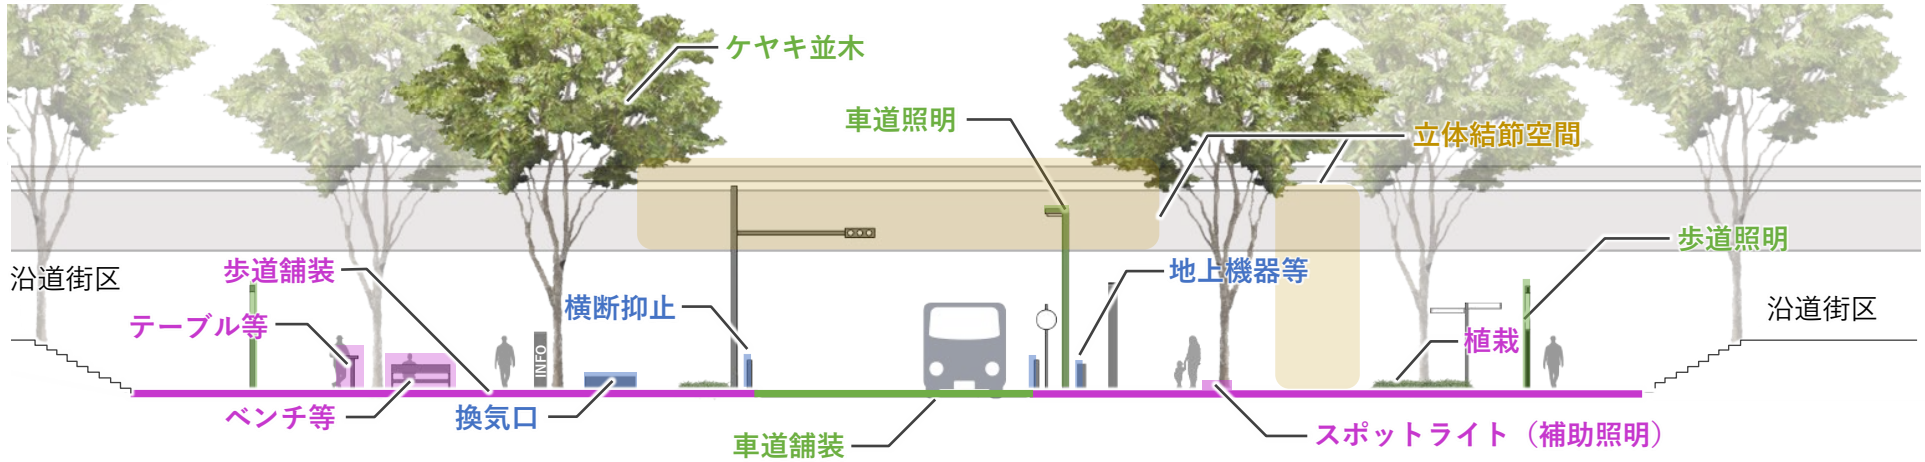 ケヤキ並木
車道照明
立体結節空間
歩道照明
沿道街区
歩道舗装
地上機器等
横断抑止
沿道街区
テーブル等
INFO
植栽
ベンチ等
換気口
車道舗装
スポットライト（補助照明）